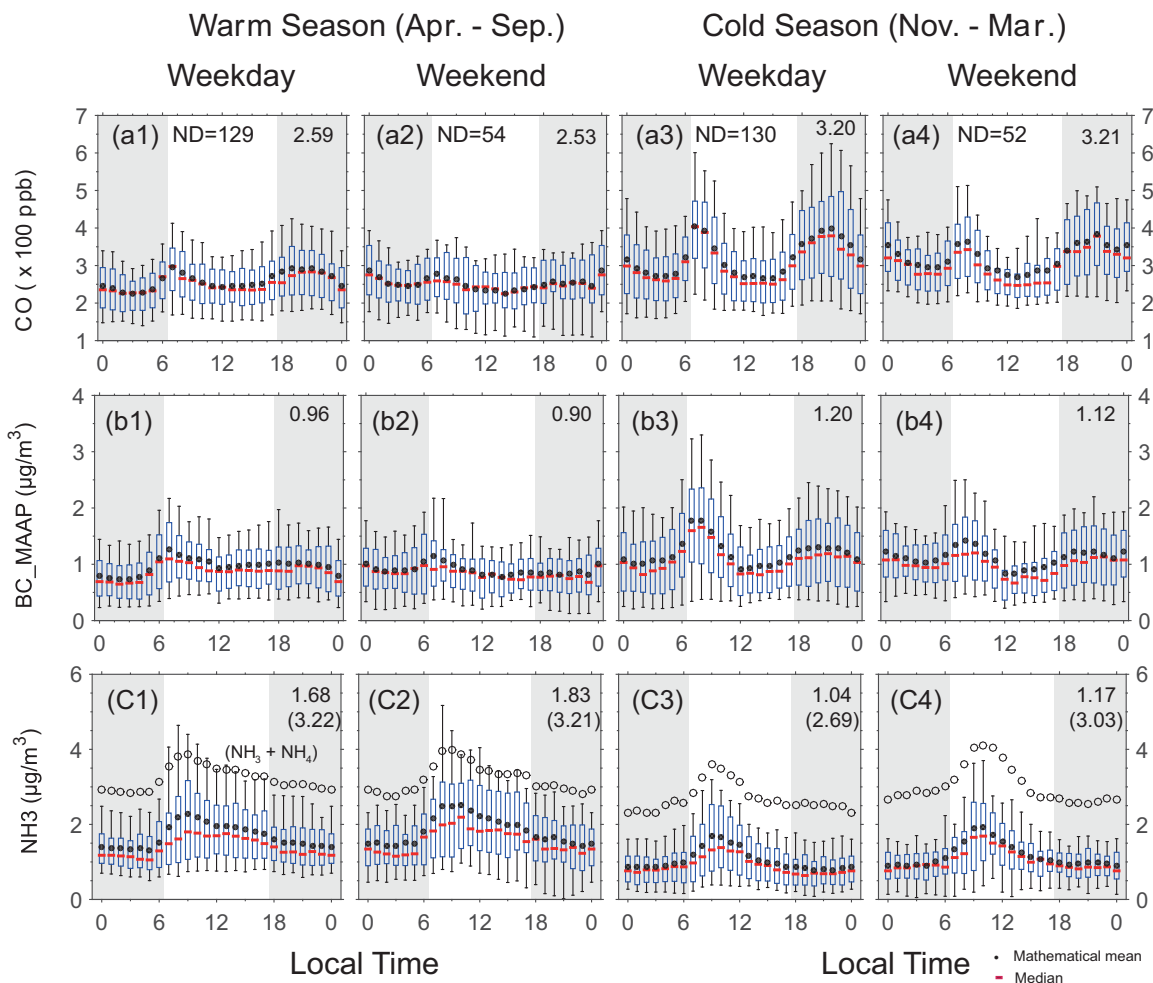 Warm Season (Apr. - Sep.) Cold Season (Nov. - Mar.)
Weekday Weekend Weekday Weekend
(a1) ND=129 2.59
(a2) ND=54 2.53
(a3) ND=130 3.20
(a4) ND=52 3.21
CO ( x 100 ppb)
7 6 5 4 3 2 1
7 6 5 4 3 2 1
0 6 12 18 0 6 12 18 0
0 6 12 18 0 6 12 18 0
(b1) 0.96
(b2) 0.90
(b3) 1.20
(b4) 1.12
BC_MAAP (µg/m³)
4 3 2 1 0
4 3 2 1 0
0 6 12 18 0 6 12 18 0
0 6 12 18 0 6 12 18 0
(C1) 1.68
(3.22)
(NH₃ + NH₄)
(C2) 1.83
(3.21)
(C3) 1.04
(2.69)
(C4) 1.17
(3.03)
NH3 (µg/m³)
6 4 2 0
6 4 2 0
0 6 12 18 0 6 12 18 0
0 6 12 18 0 6 12 18 0
Local Time Local Time
Mathematical mean
Median